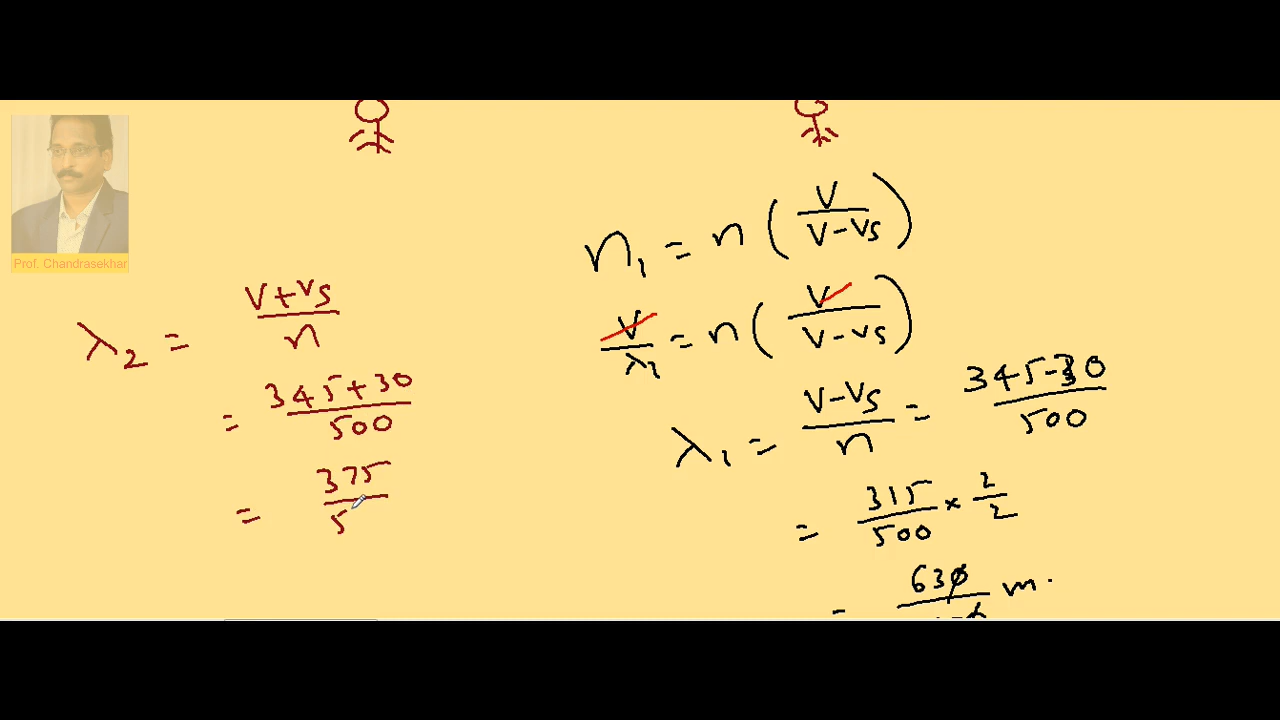 Prof. Chandrasekhar
λ₂ = (V+Vs)/n
= (345+30)/500
= 375/5
n₁ = n (V/(V-Vs))
V/λ₁ = n (V/(V-Vs))
λ₁ = (V-Vs)/n = (345-30)/500
= 315/500 × 2/2
= 630/ m.